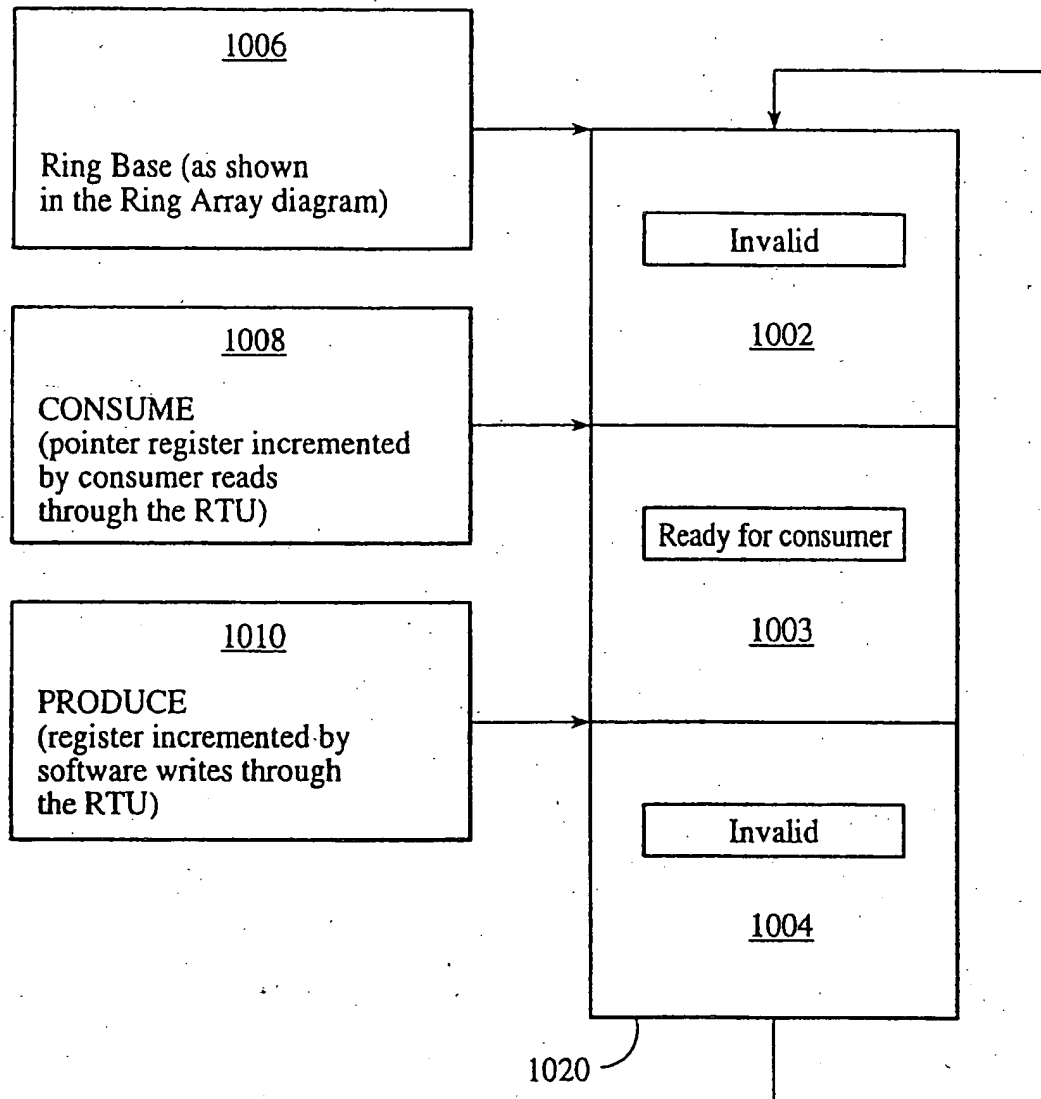 1006
Ring Base (as shown
in the Ring Array diagram)
1008
CONSUME
(pointer register incremented
by consumer reads
through the RTU)
1010
PRODUCE
(register incremented by
software writes through
the RTU)
Invalid
1002
Ready for consumer
1003
Invalid
1004
1020